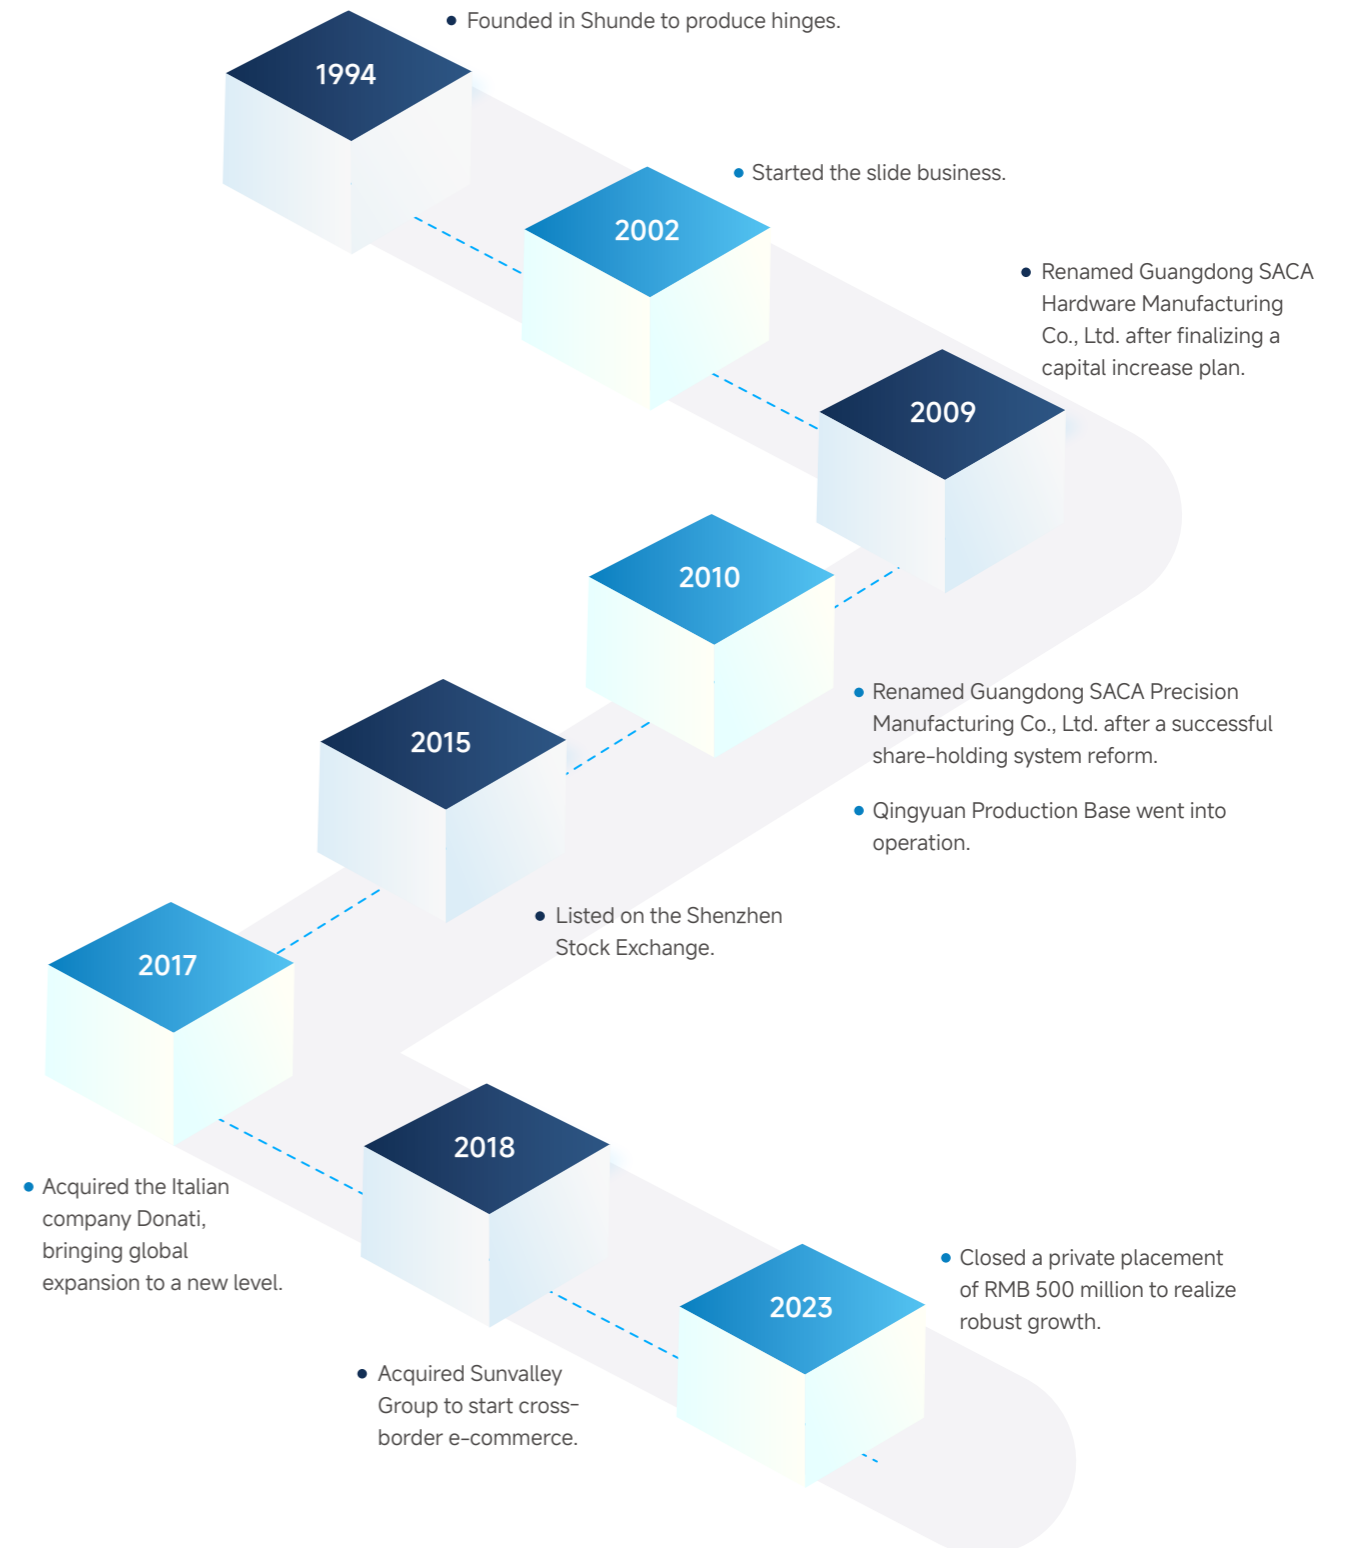 1994
• Founded in Shunde to produce hinges.
2002
• Started the slide business.
2009
• Renamed Guangdong SACA
Hardware Manufacturing
Co., Ltd. after finalizing a
capital increase plan.
2010
• Renamed Guangdong SACA Precision
Manufacturing Co., Ltd. after a successful
share-holding system reform.
• Qingyuan Production Base went into
operation.
2015
• Listed on the Shenzhen
Stock Exchange.
2017
• Acquired the Italian
company Donati,
bringing global
expansion to a new level.
2018
• Acquired Sunvalley
Group to start cross-
border e-commerce.
2023
• Closed a private placement
of RMB 500 million to realize
robust growth.